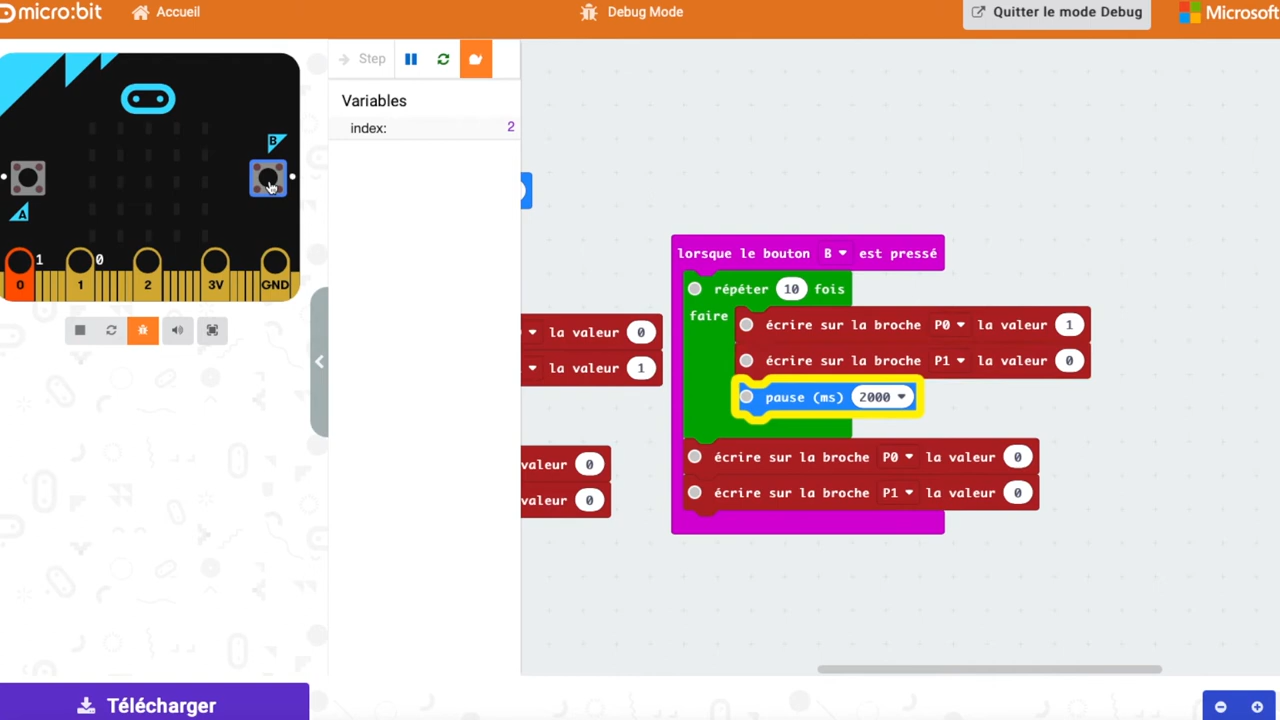 micro:bit Accueil Debug Mode Quitter le mode Debug Microsoft
Step
Variables
index: 2
B
A
1 0
0 1 2 3V GND
la valeur 0
la valeur 1
valeur 0
valeur 0
lorsque le bouton B est pressé
répéter 10 fois
faire
écrire sur la broche P0 la valeur 1
écrire sur la broche P1 la valeur 0
pause (ms) 2000
écrire sur la broche P0 la valeur 0
écrire sur la broche P1 la valeur 0
Télécharger